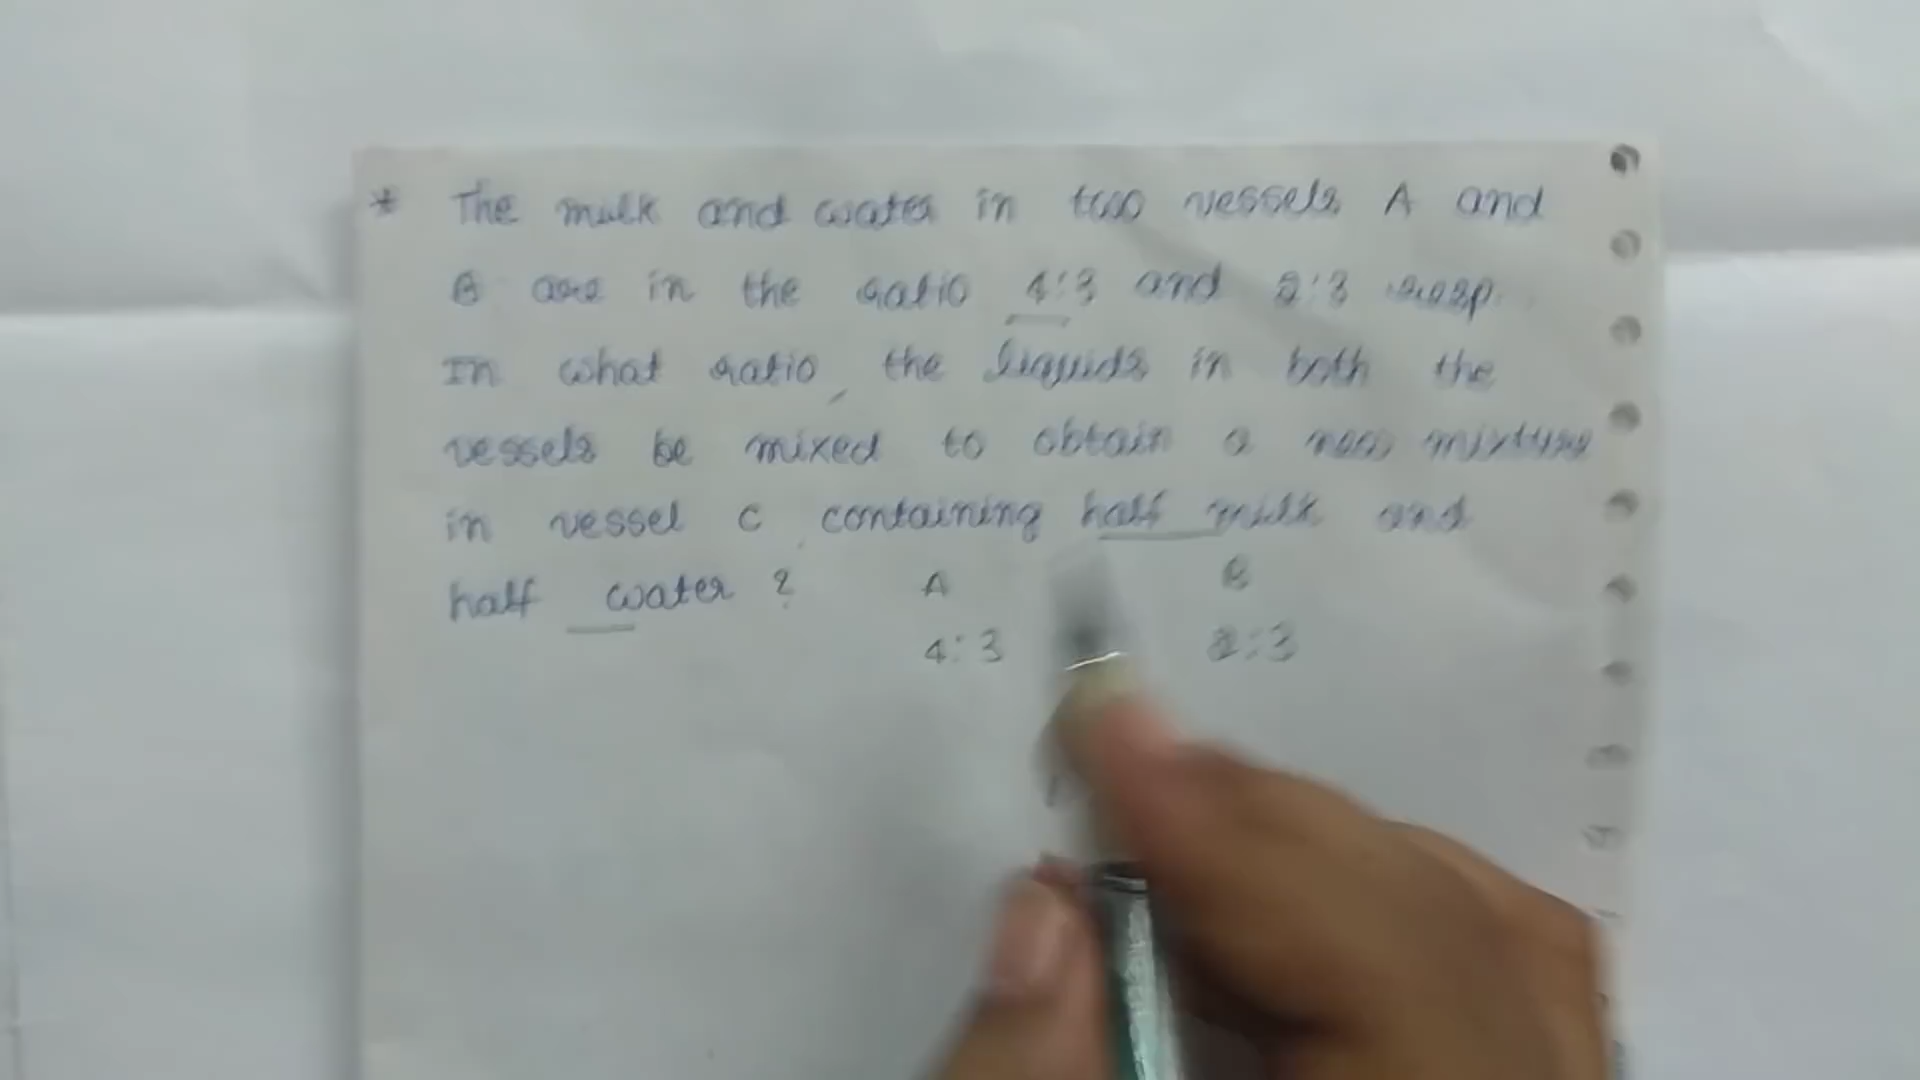 * The milk and water in two vessels A and
B are in the ratio 4:3 and 2:3 resp.
In what ratio, the liquids in both the
vessels be mixed to obtain a new mixture
in vessel C containing half milk and
half water?
A B
4:3 2:3